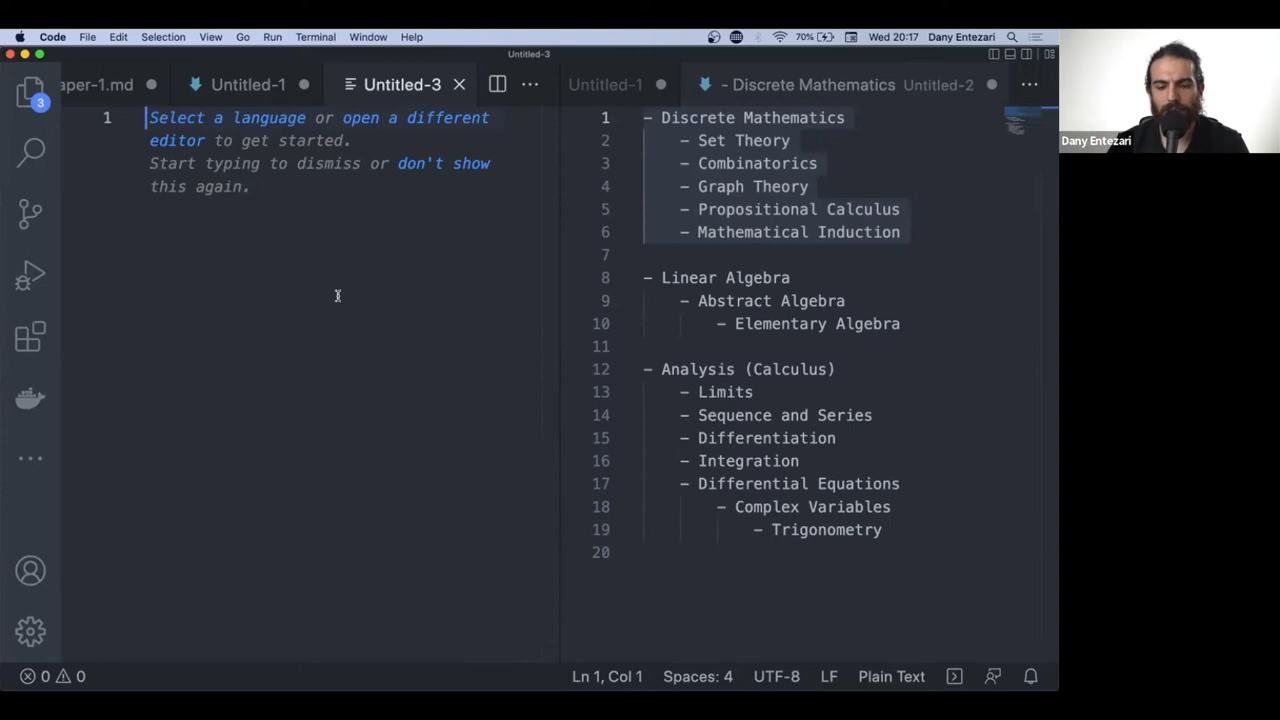 Code File Edit Selection View Go Run Terminal Window Help 70% Wed 20:17 Dany Entezari
Untitled-3
aper-1.md Untitled-1 Untitled-3 Untitled-1 - Discrete Mathematics Untitled-2
3
1 Select a language or open a different
editor to get started.
Start typing to dismiss or don't show
this again.
1 - Discrete Mathematics
2 - Set Theory
3 - Combinatorics
4 - Graph Theory
5 - Propositional Calculus
6 - Mathematical Induction
7
8 - Linear Algebra
9 - Abstract Algebra
10 - Elementary Algebra
11
12 - Analysis (Calculus)
13 - Limits
14 - Sequence and Series
15 - Differentiation
16 - Integration
17 - Differential Equations
18 - Complex Variables
19 - Trigonometry
20
0 0 Ln 1, Col 1 Spaces: 4 UTF-8 LF Plain Text
Dany Entezari